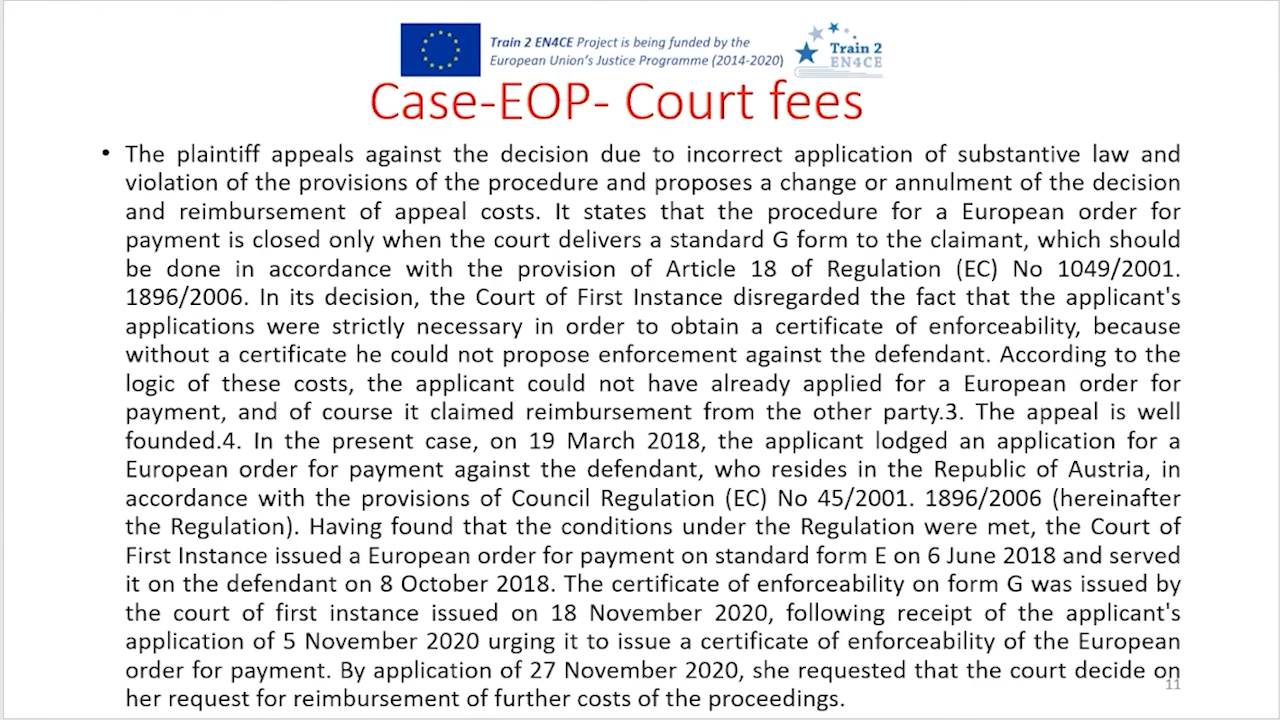 Train 2 EN4CE Project is being funded by the
European Union's Justice Programme (2014-2020)
Train 2
EN4CE
Case-EOP- Court fees
• The plaintiff appeals against the decision due to incorrect application of substantive law and
violation of the provisions of the procedure and proposes a change or annulment of the decision
and reimbursement of appeal costs. It states that the procedure for a European order for
payment is closed only when the court delivers a standard G form to the claimant, which should
be done in accordance with the provision of Article 18 of Regulation (EC) No 1049/2001.
1896/2006. In its decision, the Court of First Instance disregarded the fact that the applicant's
applications were strictly necessary in order to obtain a certificate of enforceability, because
without a certificate he could not propose enforcement against the defendant. According to the
logic of these costs, the applicant could not have already applied for a European order for
payment, and of course it claimed reimbursement from the other party.3. The appeal is well
founded.4. In the present case, on 19 March 2018, the applicant lodged an application for a
European order for payment against the defendant, who resides in the Republic of Austria, in
accordance with the provisions of Council Regulation (EC) No 45/2001. 1896/2006 (hereinafter
the Regulation). Having found that the conditions under the Regulation were met, the Court of
First Instance issued a European order for payment on standard form E on 6 June 2018 and served
it on the defendant on 8 October 2018. The certificate of enforceability on form G was issued by
the court of first instance issued on 18 November 2020, following receipt of the applicant's
application of 5 November 2020 urging it to issue a certificate of enforceability of the European
order for payment. By application of 27 November 2020, she requested that the court decide on
her request for reimbursement of further costs of the proceedings.
11